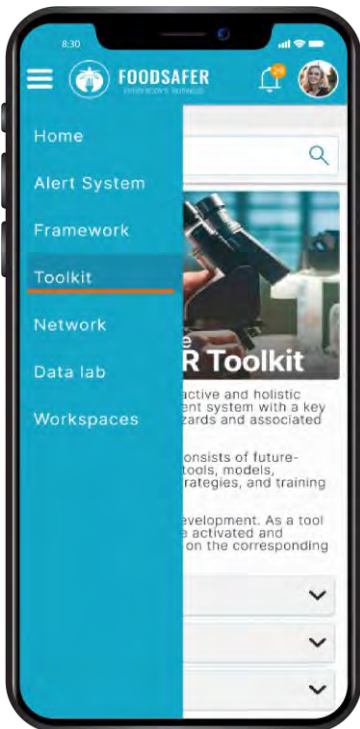 8:30
FOODSAFER
EVERYBODY'S BUSINESS
Home
Alert System
Framework
Toolkit
Network
Data lab
Workspaces
R Toolkit
active and holistic
ent system with a key
zards and associated
onsists of future-
tools, models,
rategies, and training
evelopment. As a tool
e activated and
on the corresponding